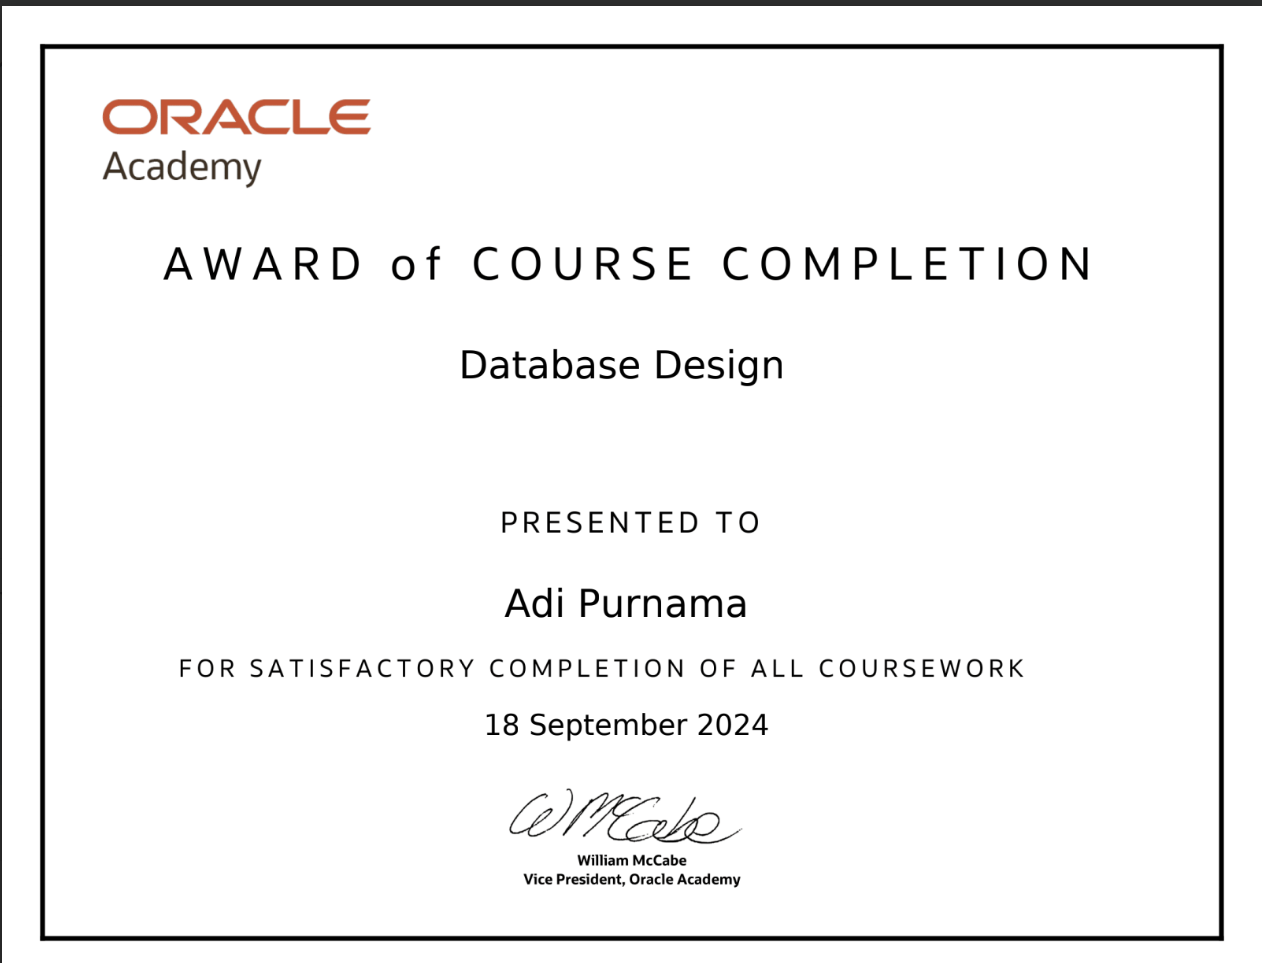 ORACLE
Academy
AWARD of COURSE COMPLETION
Database Design
PRESENTED TO
Adi Purnama
FOR SATISFACTORY COMPLETION OF ALL COURSEWORK
18 September 2024
W McCabe
William McCabe
Vice President, Oracle Academy